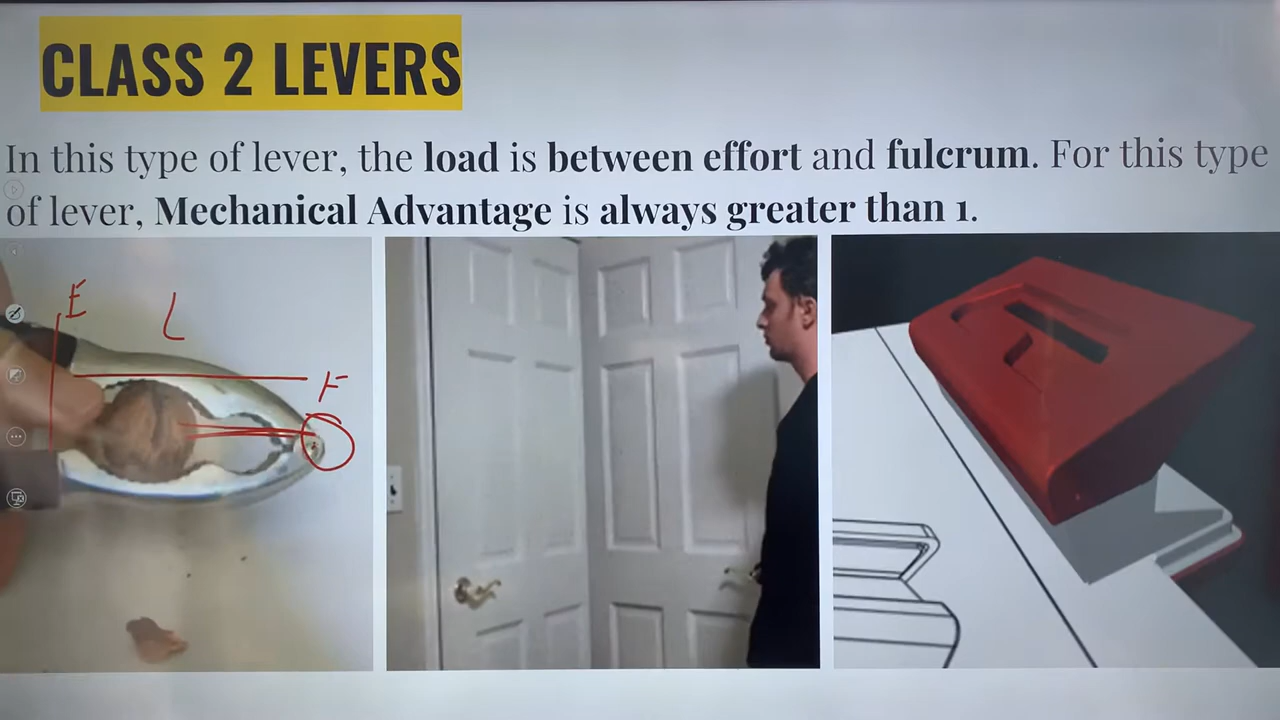 CLASS 2 LEVERS
In this type of lever, the load is between effort and fulcrum. For this type
of lever, Mechanical Advantage is always greater than 1.
E
L
F